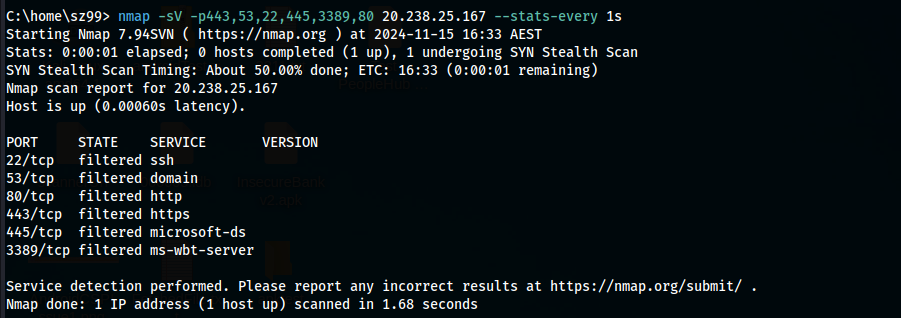 C:\home\sz99> nmap -sV -p443,53,22,445,3389,80 20.238.25.167 --stats-every 1s
Starting Nmap 7.94SVN ( https://nmap.org ) at 2024-11-15 16:33 AEST
Stats: 0:00:01 elapsed; 0 hosts completed (1 up), 1 undergoing SYN Stealth Scan
SYN Stealth Scan Timing: About 50.00% done; ETC: 16:33 (0:00:01 remaining)
Nmap scan report for 20.238.25.167
Host is up (0.00060s latency).
PORT     STATE    SERVICE       VERSION
22/tcp   filtered ssh
53/tcp   filtered domain
80/tcp   filtered http
443/tcp  filtered https
445/tcp  filtered microsoft-ds
3389/tcp filtered ms-wbt-server
Service detection performed. Please report any incorrect results at https://nmap.org/submit/ .
Nmap done: 1 IP address (1 host up) scanned in 1.68 seconds